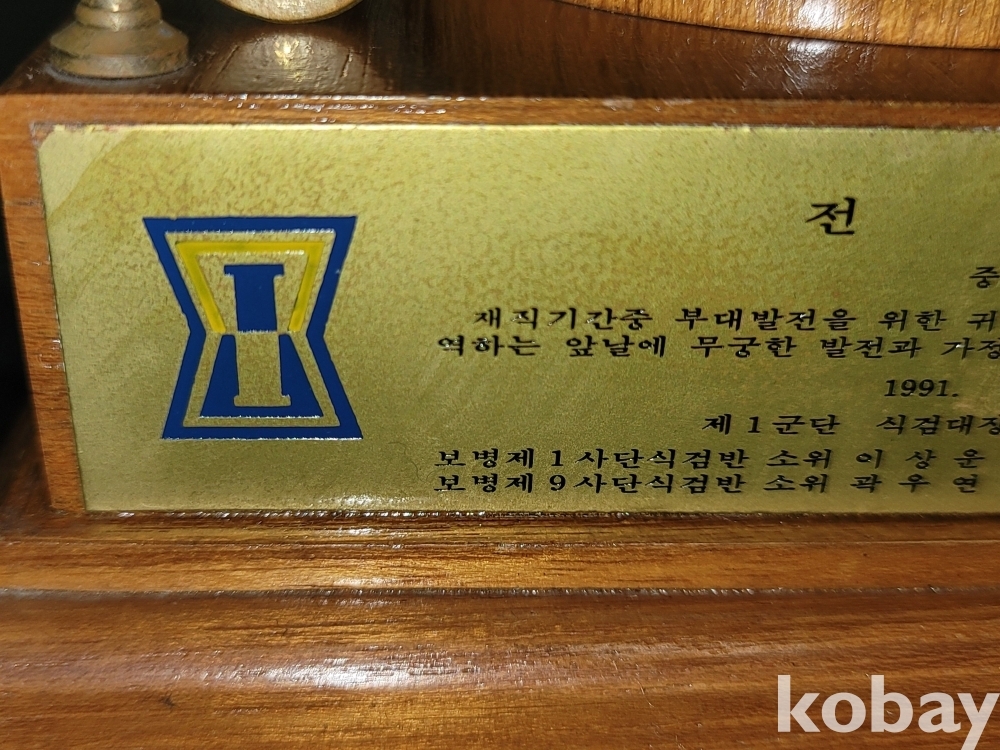 전
중
재직기간중 부대발전을 위한 귀
역하는 앞날에 무궁한 발전과 가정
1991.
제1군단 식검대장
보병제1사단식검반 소위 이상운
보병제9사단식검반 소위 곽우연
kobay